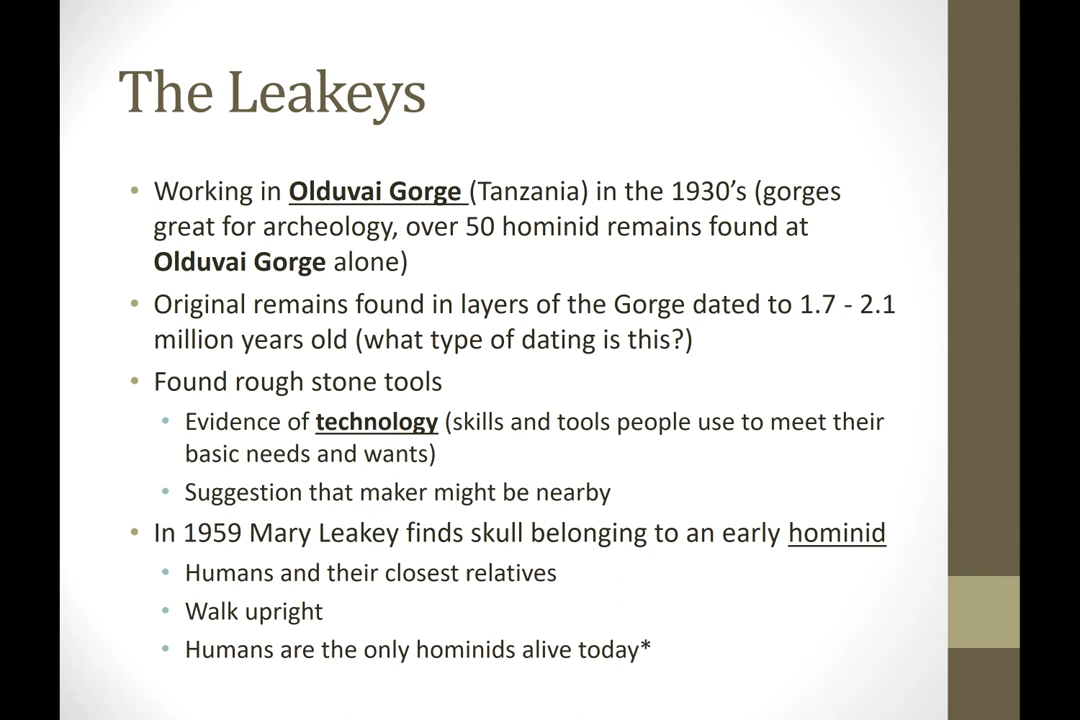 The Leakeys
• Working in Olduvai Gorge (Tanzania) in the 1930’s (gorges
great for archeology, over 50 hominid remains found at
Olduvai Gorge alone)
• Original remains found in layers of the Gorge dated to 1.7 - 2.1
million years old (what type of dating is this?)
• Found rough stone tools
• Evidence of technology (skills and tools people use to meet their
basic needs and wants)
• Suggestion that maker might be nearby
• In 1959 Mary Leakey finds skull belonging to an early hominid
• Humans and their closest relatives
• Walk upright
• Humans are the only hominids alive today*